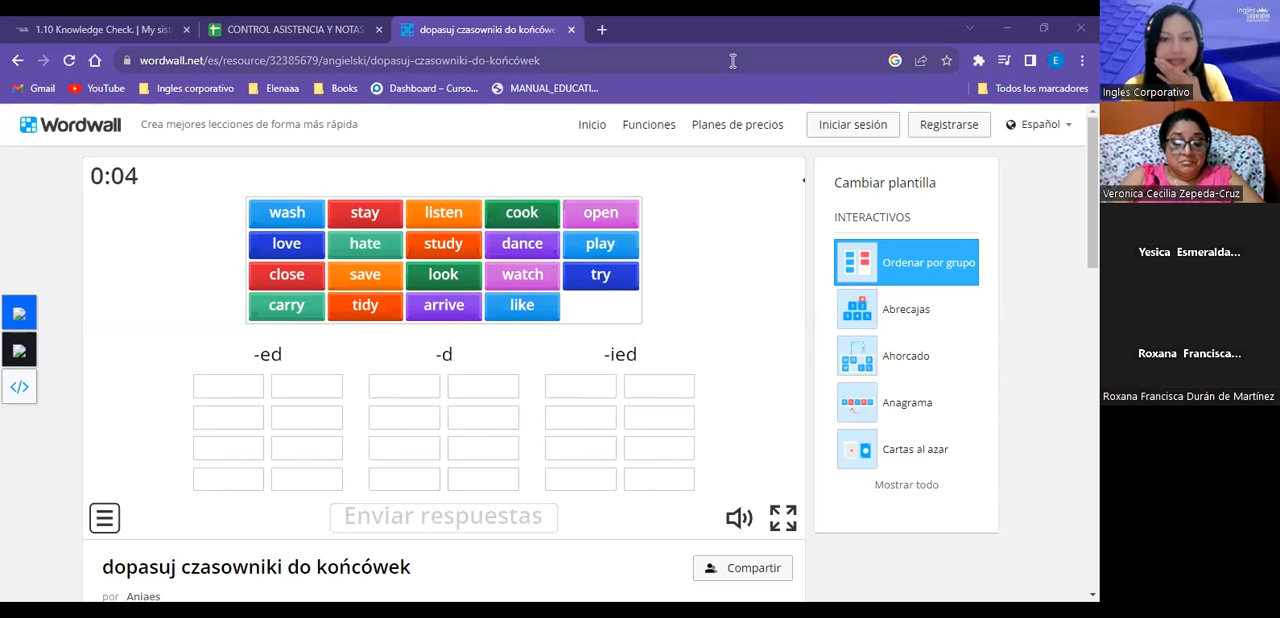 1.10 Knowledge Check. | My sist
CONTROL ASISTENCIA Y NOTAS
dopasuj czasowniki do końcówe
wordwall.net/es/resource/32385679/angielski/dopasuj-czasowniki-do-końcówek
E
Gmail
YouTube
Ingles corporativo
Elenaaa
Books
Dashboard – Curso...
MANUAL_EDUCATI...
Todos los marcadores
Wordwall
Crea mejores lecciones de forma más rápida
Inicio
Funciones
Planes de precios
Iniciar sesión
Registrarse
Español
0:04
wash stay listen cook open
love hate study dance play
close save look watch try
carry tidy arrive like
-ed -d -ied
Enviar respuestas
dopasuj czasowniki do końcówek
Compartir
por Aniaes
Cambiar plantilla
INTERACTIVOS
Ordenar por grupo
Abrecajas
Ahorcado
Anagrama
Cartas al azar
Mostrar todo
Ingles Corporativo
Veronica Cecilia Zepeda-Cruz
Yesica Esmeralda...
Roxana Francisca...
Roxana Francisca Durán de Martínez